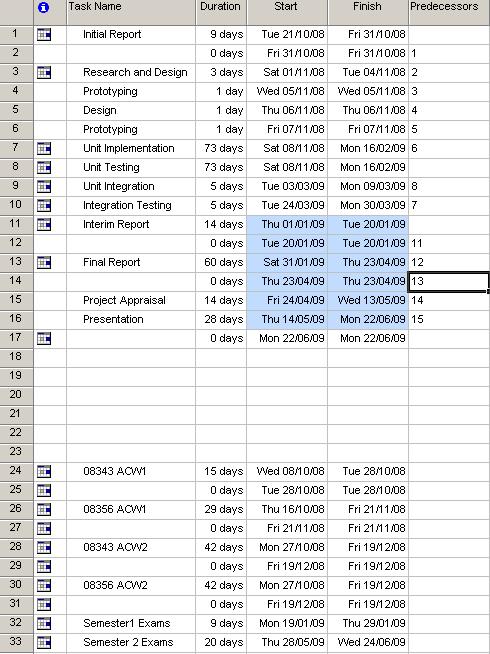 Task Name Duration Start Finish Predecessors
1 Initial Report 9 days Tue 21/10/08 Fri 31/10/08
2 0 days Fri 31/10/08 Fri 31/10/08 1
3 Research and Design 3 days Sat 01/11/08 Tue 04/11/08 2
4 Prototyping 1 day Wed 05/11/08 Wed 05/11/08 3
5 Design 1 day Thu 06/11/08 Thu 06/11/08 4
6 Prototyping 1 day Fri 07/11/08 Fri 07/11/08 5
7 Unit Implementation 73 days Sat 08/11/08 Mon 16/02/09 6
8 Unit Testing 73 days Sat 08/11/08 Mon 16/02/09
9 Unit Integration 5 days Tue 03/03/09 Mon 09/03/09 8
10 Integration Testing 5 days Tue 24/03/09 Mon 30/03/09 7
11 Interim Report 14 days Thu 01/01/09 Tue 20/01/09
12 0 days Tue 20/01/09 Tue 20/01/09 11
13 Final Report 60 days Sat 31/01/09 Thu 23/04/09 12
14 0 days Thu 23/04/09 Thu 23/04/09 13
15 Project Appraisal 14 days Fri 24/04/09 Wed 13/05/09 14
16 Presentation 28 days Thu 14/05/09 Mon 22/06/09 15
17 0 days Mon 22/06/09 Mon 22/06/09
18
19
20
21
22
23
24 08343 ACW1 15 days Wed 08/10/08 Tue 28/10/08
25 0 days Tue 28/10/08 Tue 28/10/08
26 08356 ACW1 29 days Thu 16/10/08 Fri 21/11/08
27 0 days Fri 21/11/08 Fri 21/11/08
28 08343 ACW2 42 days Mon 27/10/08 Fri 19/12/08
29 0 days Fri 19/12/08 Fri 19/12/08
30 08356 ACW2 42 days Mon 27/10/08 Fri 19/12/08
31 0 days Fri 19/12/08 Fri 19/12/08
32 Semester1 Exams 9 days Mon 19/01/09 Thu 29/01/09
33 Semester 2 Exams 20 days Thu 28/05/09 Wed 24/06/09